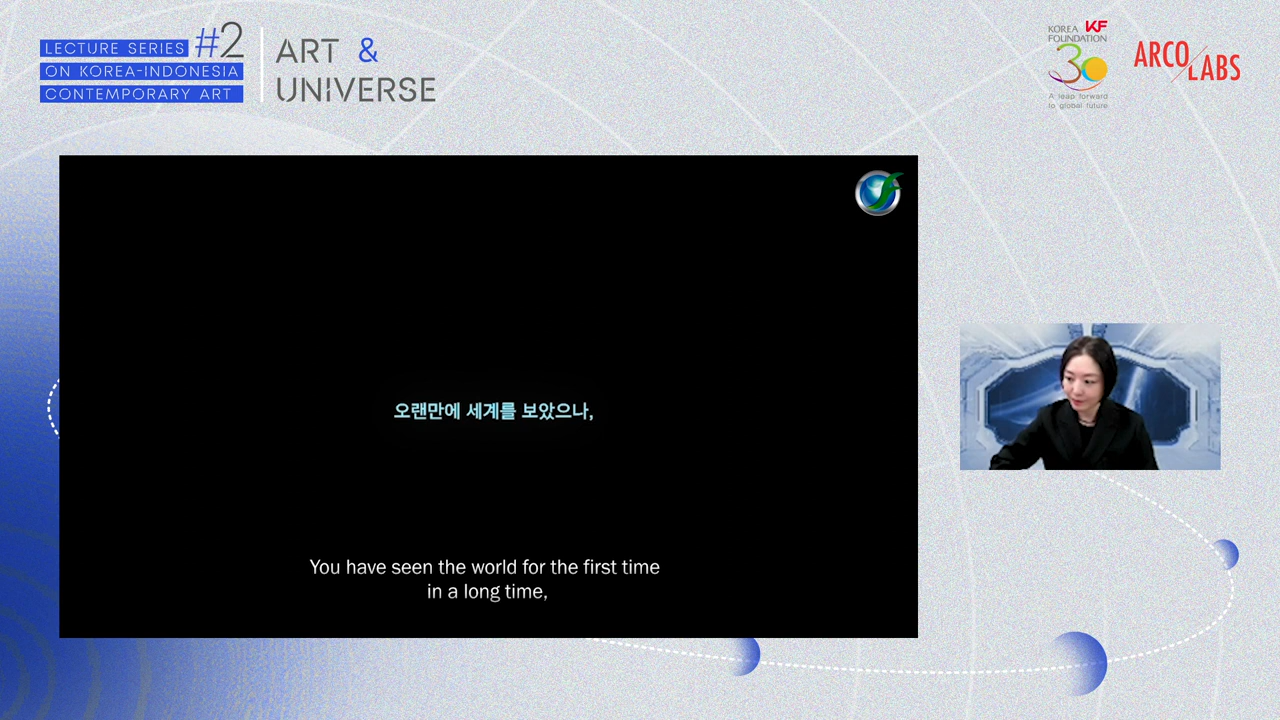 LECTURE SERIES #2
ON KOREA-INDONESIA
CONTEMPORARY ART
ART &
UNIVERSE
KOREA KF
FOUNDATION
30
A leap forward
to global future
ARCO/LABS
오랜만에 세계를 보았으나,
You have seen the world for the first time
in a long time,